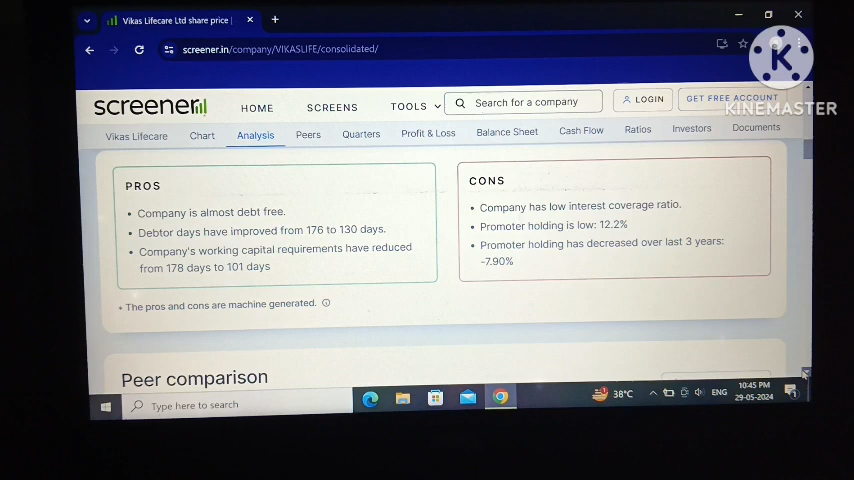 Vikas Lifecare Ltd share price |
screener.in/company/VIKASLIFE/consolidated/
K
KINEMASTER
screener
HOME
SCREENS
TOOLS
Search for a company
LOGIN
GET FREE ACCOUNT
Vikas Lifecare
Chart
Analysis
Peers
Quarters
Profit & Loss
Balance Sheet
Cash Flow
Ratios
Investors
Documents
PROS
• Company is almost debt free.
• Debtor days have improved from 176 to 130 days.
• Company's working capital requirements have reduced
from 178 days to 101 days
CONS
• Company has low interest coverage ratio.
• Promoter holding is low: 12.2%
• Promoter holding has decreased over last 3 years:
-7.90%
* The pros and cons are machine generated.
Peer comparison
Type here to search
38°C
ENG
10:45 PM
29-05-2024